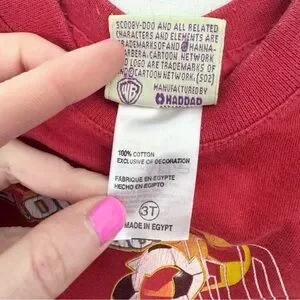 SCOOBY-DOO AND ALL RELATED
CHARACTERS AND ELEMENTS ARE
TRADEMARKS OF AND © HANNA-
BARBERA. CARTOON NETWORK
AND LOGO ARE TRADEMARKS OF
AND © CARTOON NETWORK. (S02)
WB
MANUFACTURED BY
HADDAD
100% COTTON
EXCLUSIVE OF DECORATION
FABRIQUE EN EGYPTE
HECHO EN EGIPTO
3T
MADE IN EGYPT